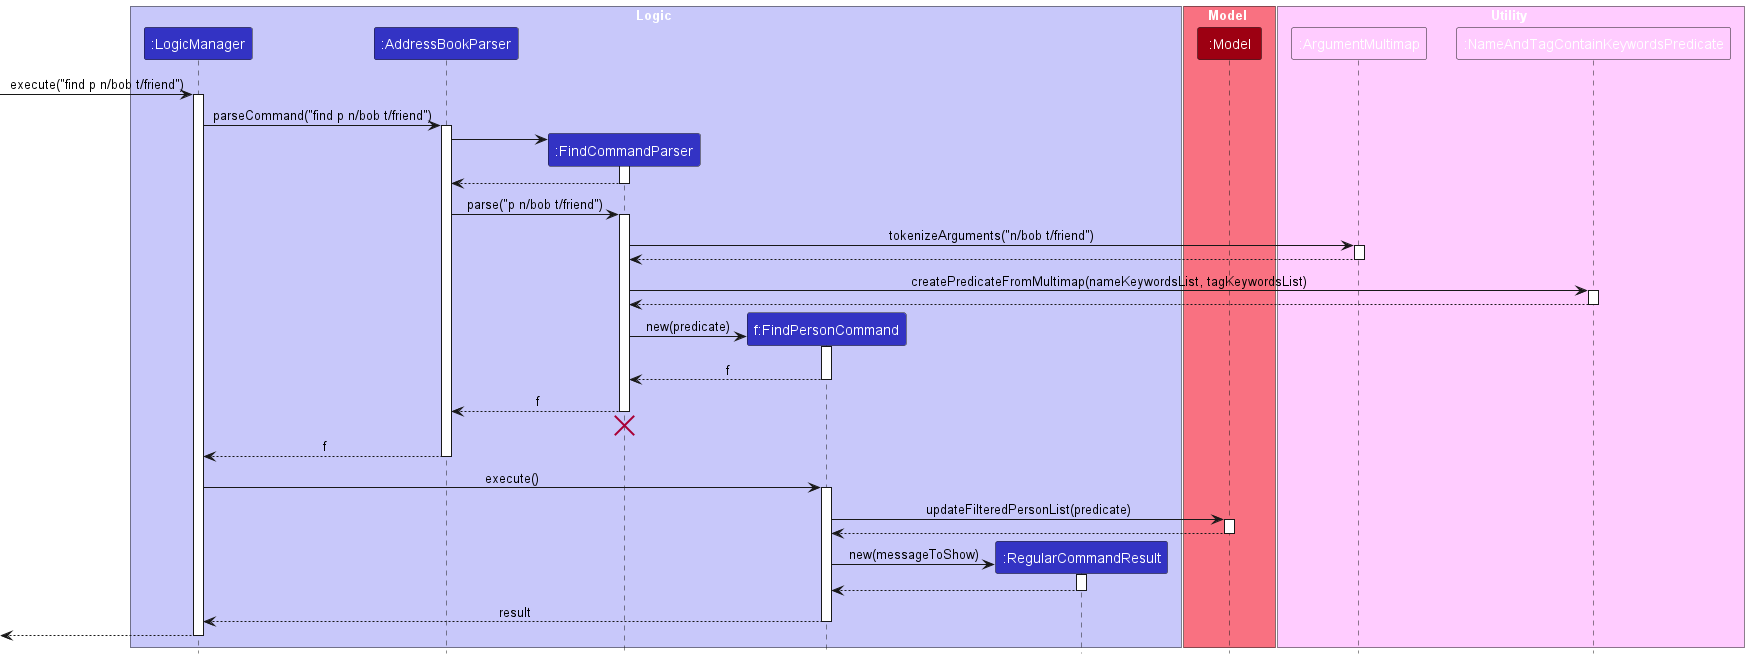 Logic
Model
Utility
:LogicManager
:AddressBookParser
:Model
:ArgumentMultimap
:NameAndTagContainKeywordsPredicate
execute("find p n/bob t/friend")
parseCommand("find p n/bob t/friend")
:FindCommandParser
parse("p n/bob t/friend")
tokenizeArguments("n/bob t/friend")
createPredicateFromMultimap(nameKeywordsList, tagKeywordsList)
new(predicate)
f:FindPersonCommand
f
f
f
execute()
updateFilteredPersonList(predicate)
new(messageToShow)
:RegularCommandResult
result